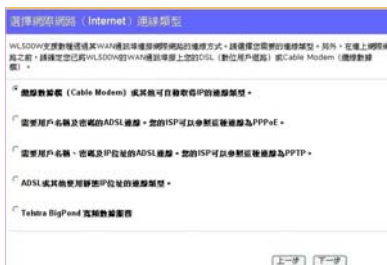 選擇網際網路（Internet）連線類型
WL500W支援數種透過其WAN通訊埠連接網際網路的連線方式。請選擇您需要的連線類型。另外，在連上網際網
路之前，請確定您已將WL500W的WAN通訊埠接上您的DSL（數位用戶迴路）或Cable Modem（纜線數據
機）。
纜線數據機（Cable Modem）或其他可自動取得IP的連線類型。
需要用戶名稱及密碼的ADSL連線。您的ISP可以參照這種連線為PPPoE。
需要用戶名稱、密碼及IP位址的ADSL連線。您的ISP可以參照這種連線為PPTP。
ADSL或其他使用靜態IP位址的連線類型。
Telstra BigPond 寬頻數據服務
上一步 下一步